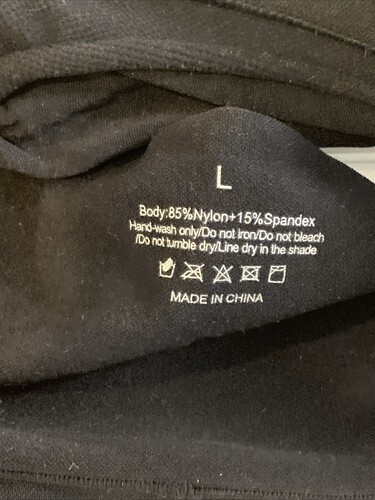 L
Body:85%Nylon+15%Spandex
Hand-wash only/Do not iron/Do not bleach
/Do not tumble dry/Line dry in the shade
MADE IN CHINA